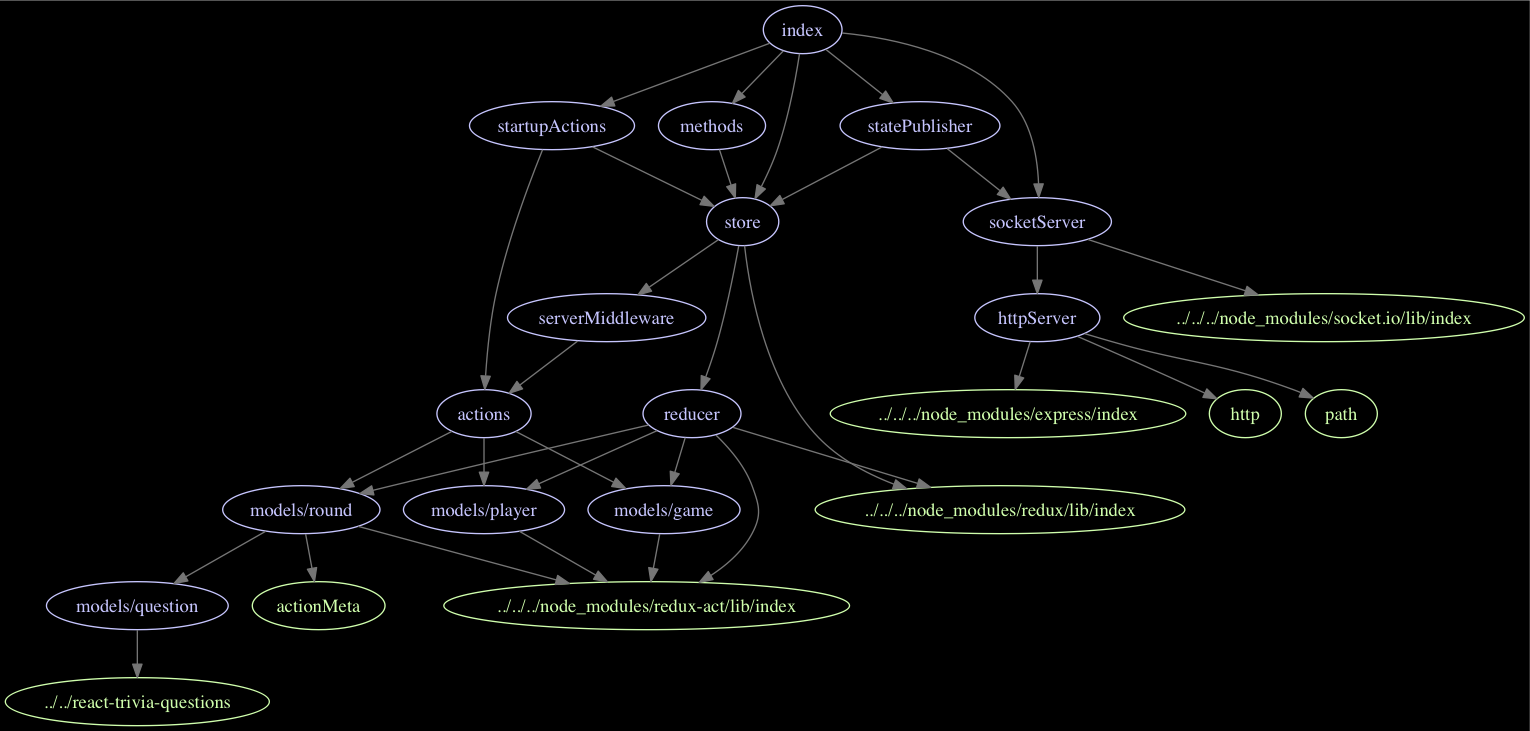 index
startupActions
methods
statePublisher
store
socketServer
serverMiddleware
httpServer
../../../node_modules/socket.io/lib/index
actions
reducer
../../../node_modules/express/index
http
path
models/round
models/player
models/game
../../../node_modules/redux/lib/index
models/question
actionMeta
../../../node_modules/redux-act/lib/index
../../react-trivia-questions